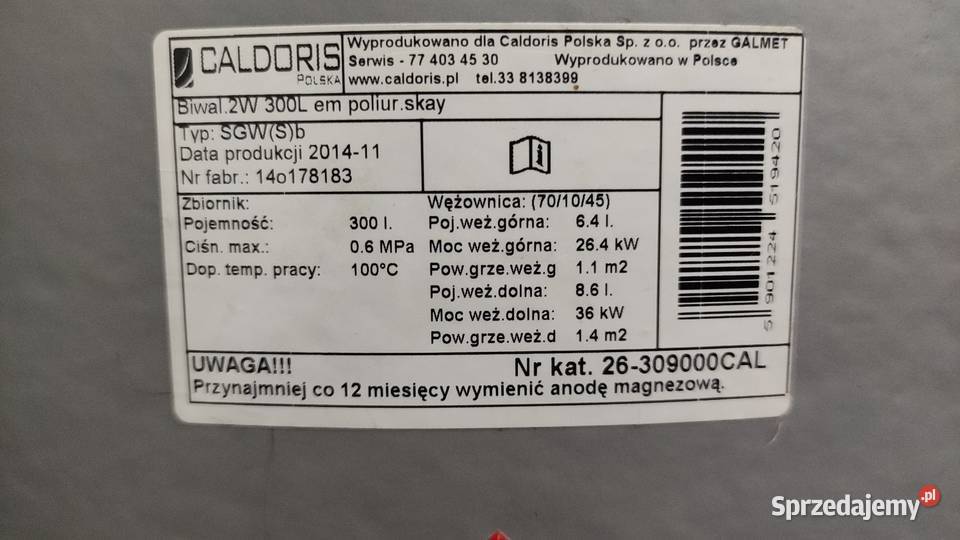 CALDORIS
POLSKA
Wyprodukowano dla Caldoris Polska Sp. z o.o. przez GALMET
Serwis - 77 403 45 30 Wyprodukowano w Polsce
www.caldoris.pl tel.33 8138399
Biwal.2W 300L em poliur.skay
Typ: SGW(S)b
Data produkcji 2014-11
Nr fabr.: 14o178183
Zbiornik:
Pojemność: 300 l.
Ciśn. max.: 0.6 MPa
Dop. temp. pracy: 100°C
Wężownica: (70/10/45)
Poj.węż.górna: 6.4 l.
Moc węż.górna: 26.4 kW
Pow.grze.węż.g 1.1 m2
Poj.węż.dolna: 8.6 l.
Moc węż.dolna: 36 kW
Pow.grze.węż.d 1.4 m2
5 901224 519420
UWAGA!!! Nr kat. 26-309000CAL
Przynajmniej co 12 miesięcy wymienić anodę magnezową.
Sprzedajemy.pl